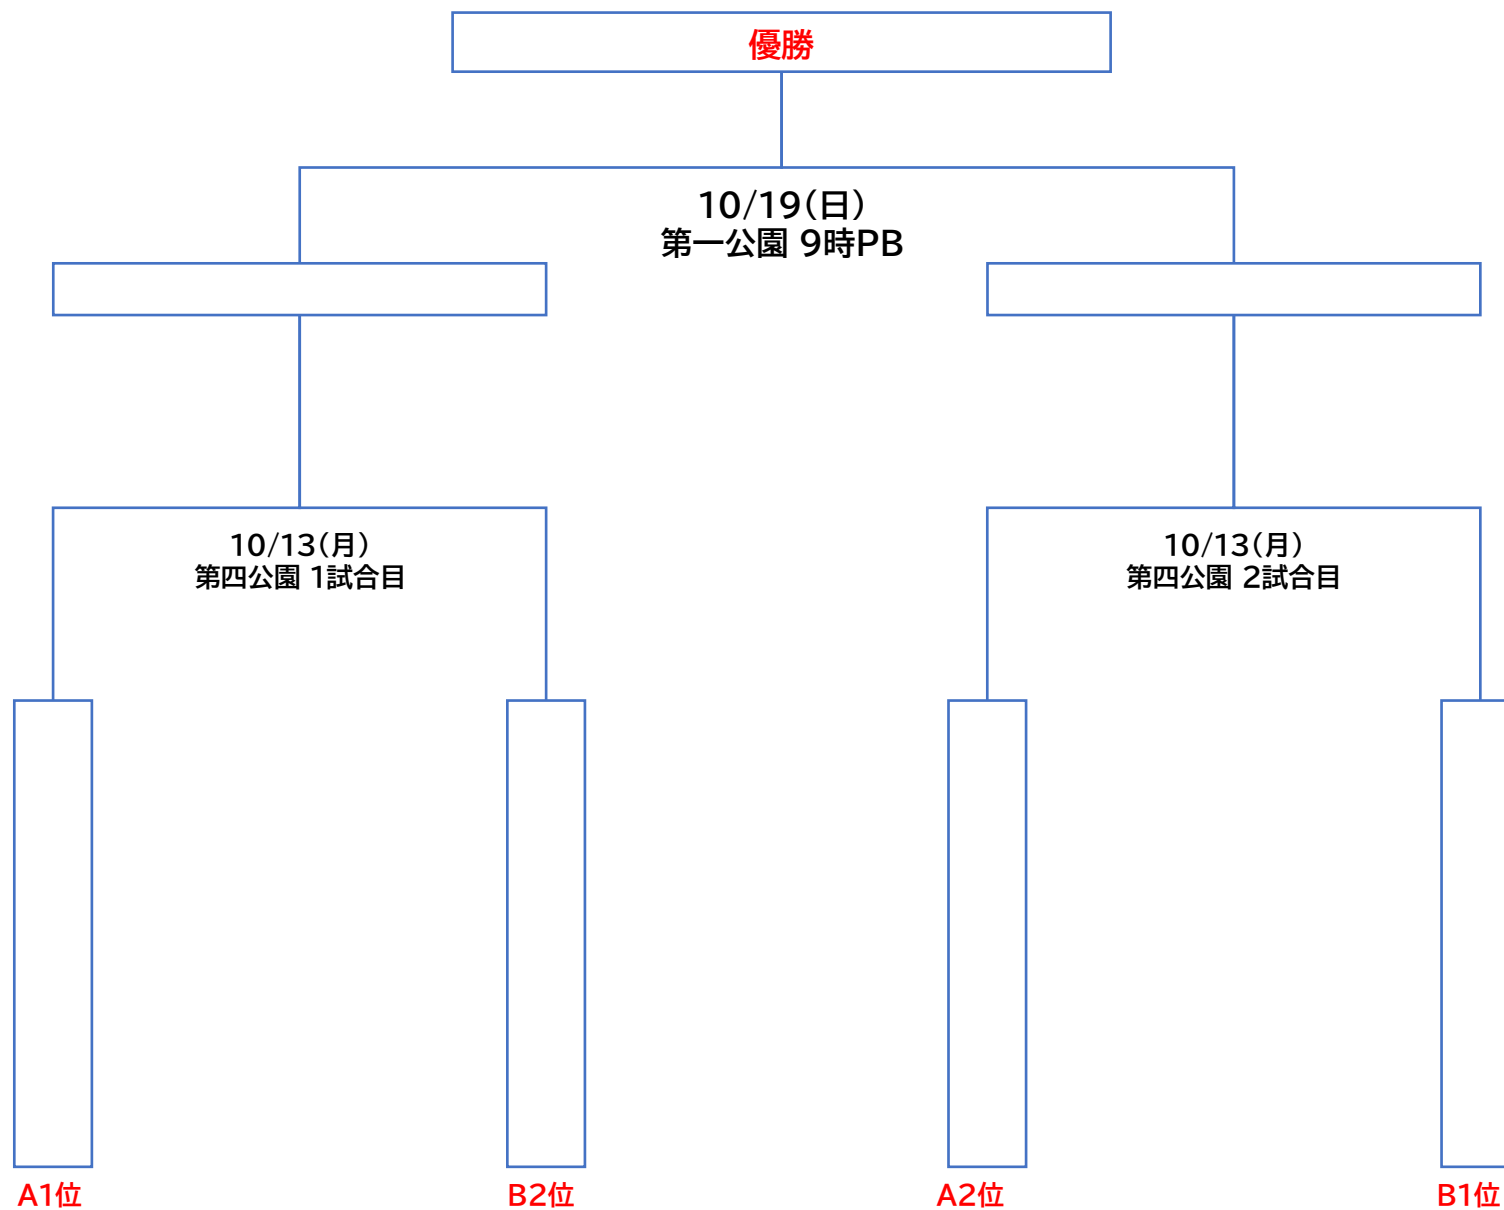 優勝
10/19(日)
第一公園 9時PB
10/13(月)
第四公園 1試合目
10/13(月)
第四公園 2試合目
A1位
B2位
A2位
B1位